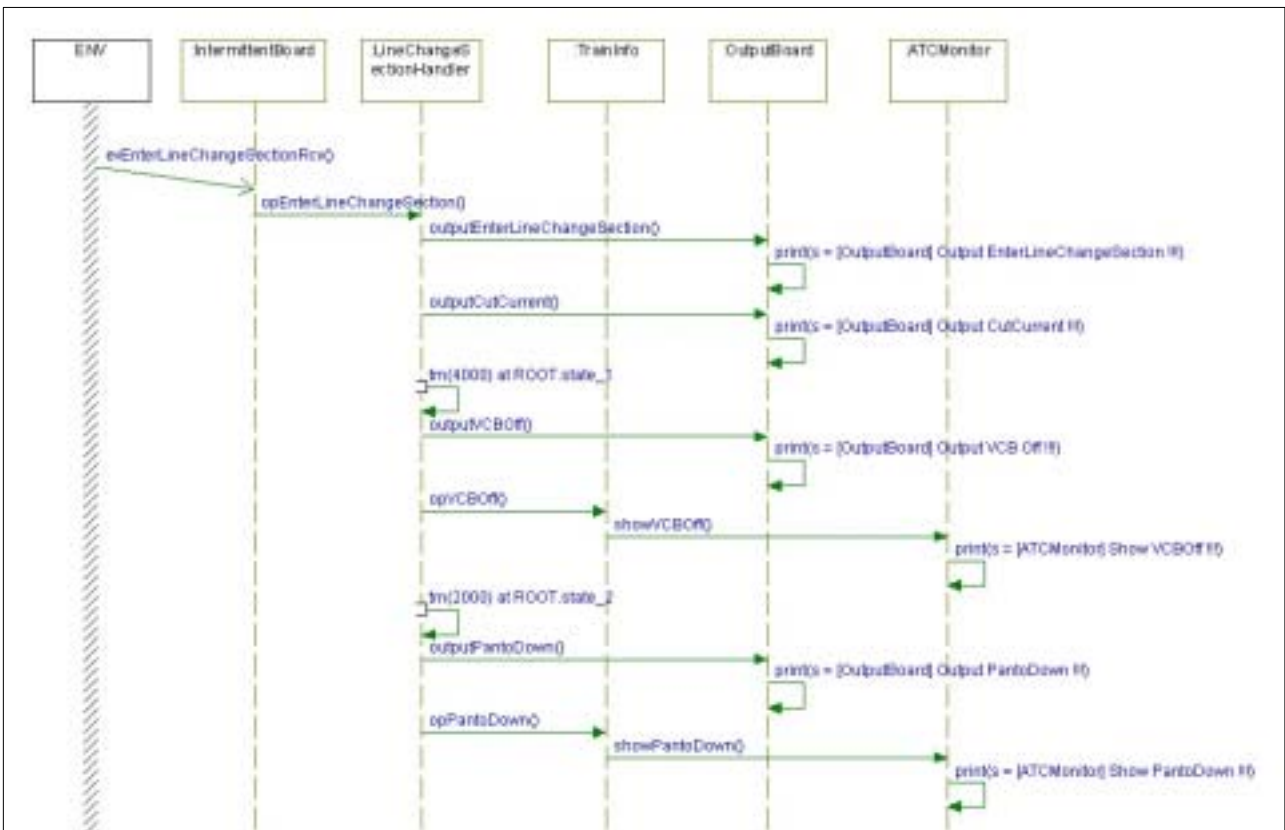 ENV
IntermittentBoard
LineChangeS
ectionHandler
TrainInfo
OutputBoard
ATCMonitor
evEnterLineChangeSectionRcv()
opEnterLineChangeSection()
outputEnterLineChangeSection()
print(s = [OutputBoard] Output EnterLineChangeSection !!!)
outputCutCurrent()
print(s = [OutputBoard] Output CutCurrent !!!)
tm(4000) at ROOT.state_1
outputVCBOff()
print(s = [OutputBoard] Output VCB Off !!!)
opVCBOff()
showVCBOff()
print(s = [ATCMonitor] Show VCBOff !!!)
tm(2000) at ROOT.state_2
outputPantoDown()
print(s = [OutputBoard] Output PantoDown !!!)
opPantoDown()
showPantoDown()
print(s = [ATCMonitor] Show PantoDown !!!)